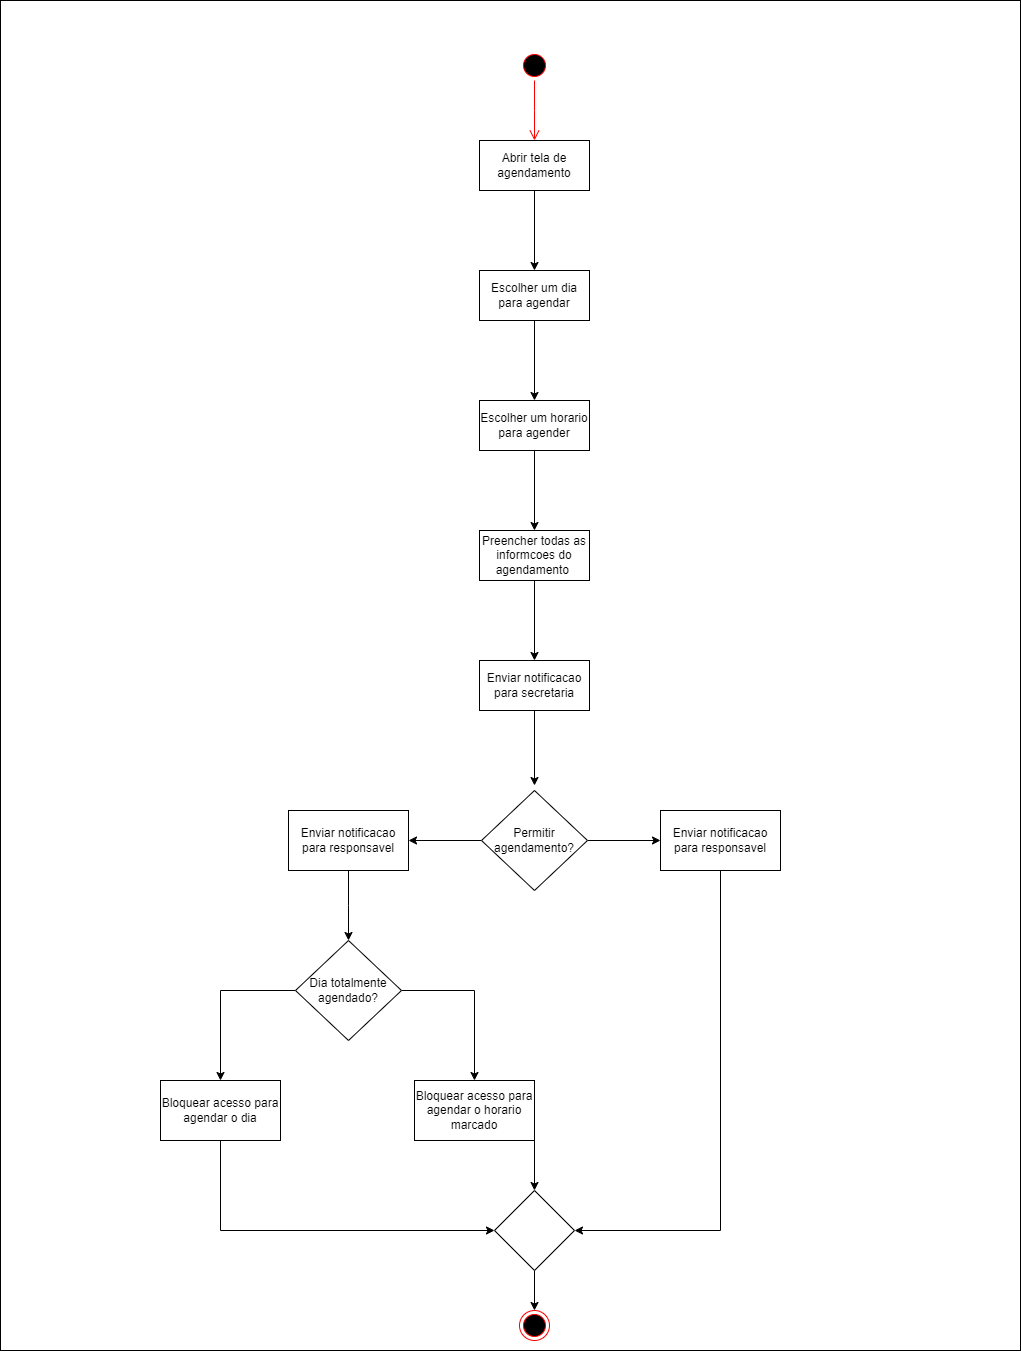 Abrir tela de
agendamento
Escolher um dia
para agendar
Escolher um horario
para agender
Preencher todas as
informcoes do
agendamento
Enviar notificacao
para secretaria
Permitir
agendamento?
Enviar notificacao
para responsavel
Enviar notificacao
para responsavel
Dia totalmente
agendado?
Bloquear acesso para
agendar o dia
Bloquear acesso para
agendar o horario
marcado